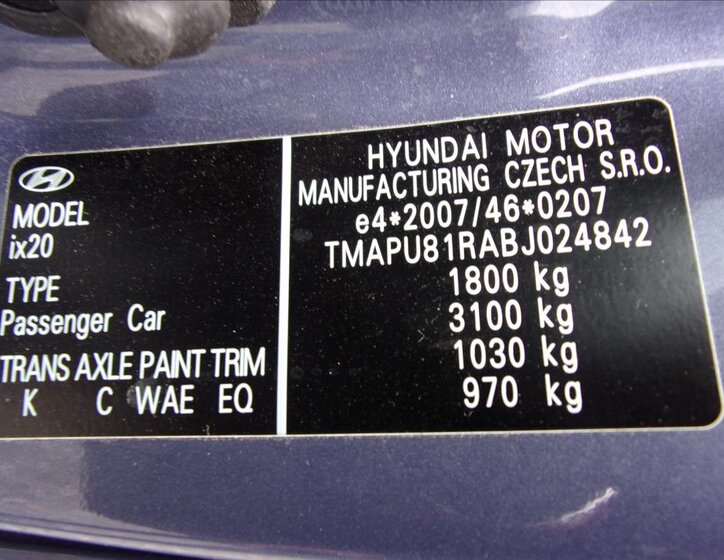 MODEL
ix20
TYPE
Passenger Car
TRANS AXLE PAINT TRIM
K C WAE EQ
HYUNDAI MOTOR
MANUFACTURING CZECH S.R.O.
e4*2007/46*0207
TMAPU81RABJ024842
1800 kg
3100 kg
1030 kg
970 kg